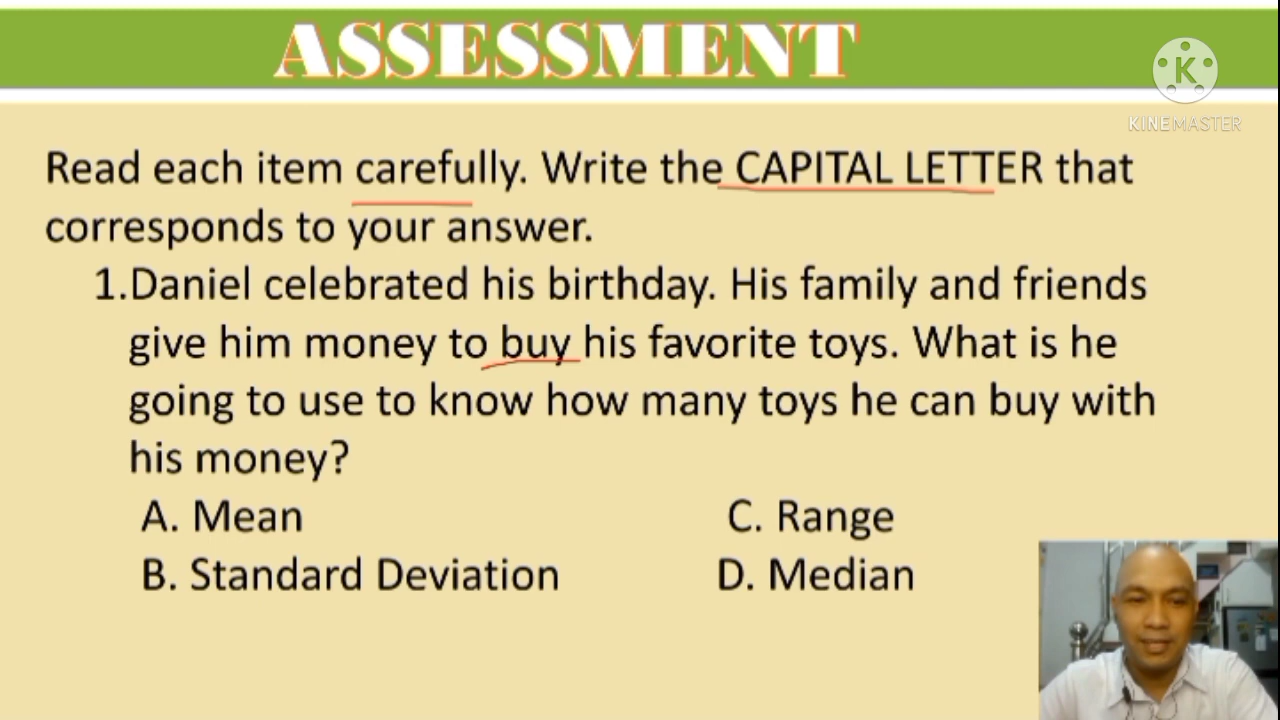 ASSESSMENT
K
KINEMASTER
Read each item carefully. Write the CAPITAL LETTER that
corresponds to your answer.
1.Daniel celebrated his birthday. His family and friends
give him money to buy his favorite toys. What is he
going to use to know how many toys he can buy with
his money?
A. Mean
C. Range
B. Standard Deviation
D. Median